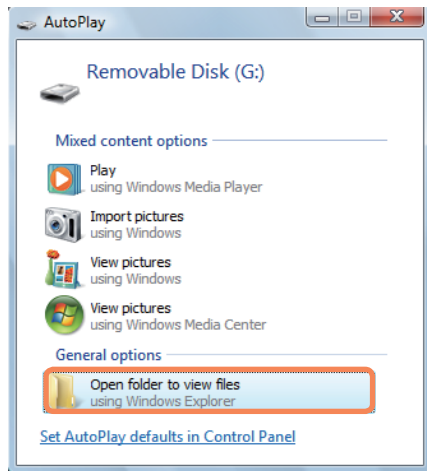 AutoPlay
Removable Disk (G:)
Mixed content options
Play
using Windows Media Player
Import pictures
using Windows
View pictures
using Windows
View pictures
using Windows Media Center
General options
Open folder to view files
using Windows Explorer
Set AutoPlay defaults in Control Panel